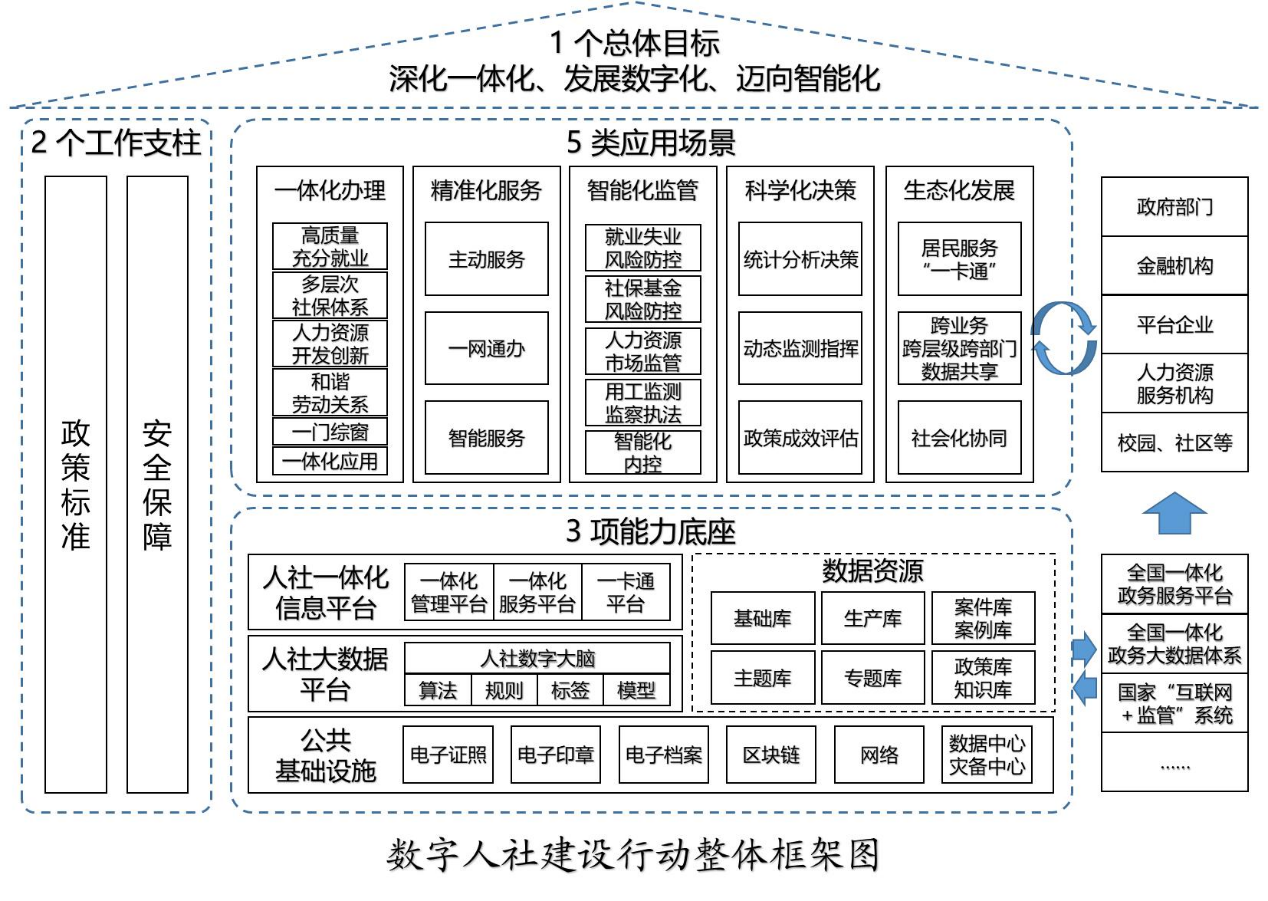 1 个总体目标
深化一体化、发展数字化、迈向智能化
2 个工作支柱
政策标准
安全保障
5 类应用场景
一体化办理
高质量
充分就业
多层次
社保体系
人力资源
开发创新
和谐
劳动关系
一门综窗
一体化应用
精准化服务
主动服务
一网通办
智能服务
智能化监管
就业失业
风险防控
社保基金
风险防控
人力资源
市场监管
用工监测
监察执法
智能化
内控
科学化决策
统计分析决策
动态监测指挥
政策成效评估
生态化发展
居民服务
“一卡通”
跨业务
跨层级跨部门
数据共享
社会化协同
政府部门
金融机构
平台企业
人力资源
服务机构
校园、社区等
3 项能力底座
人社一体化
信息平台
一体化
管理平台
一体化
服务平台
一卡通
平台
人社大数据
平台
人社数字大脑
算法
规则
标签
模型
数据资源
基础库
生产库
案件库
案例库
主题库
专题库
政策库
知识库
公共
基础设施
电子证照
电子印章
电子档案
区块链
网络
数据中心
灾备中心
全国一体化
政务服务平台
全国一体化
政务大数据体系
国家“互联网
+监管”系统
……
数字人社建设行动整体框架图